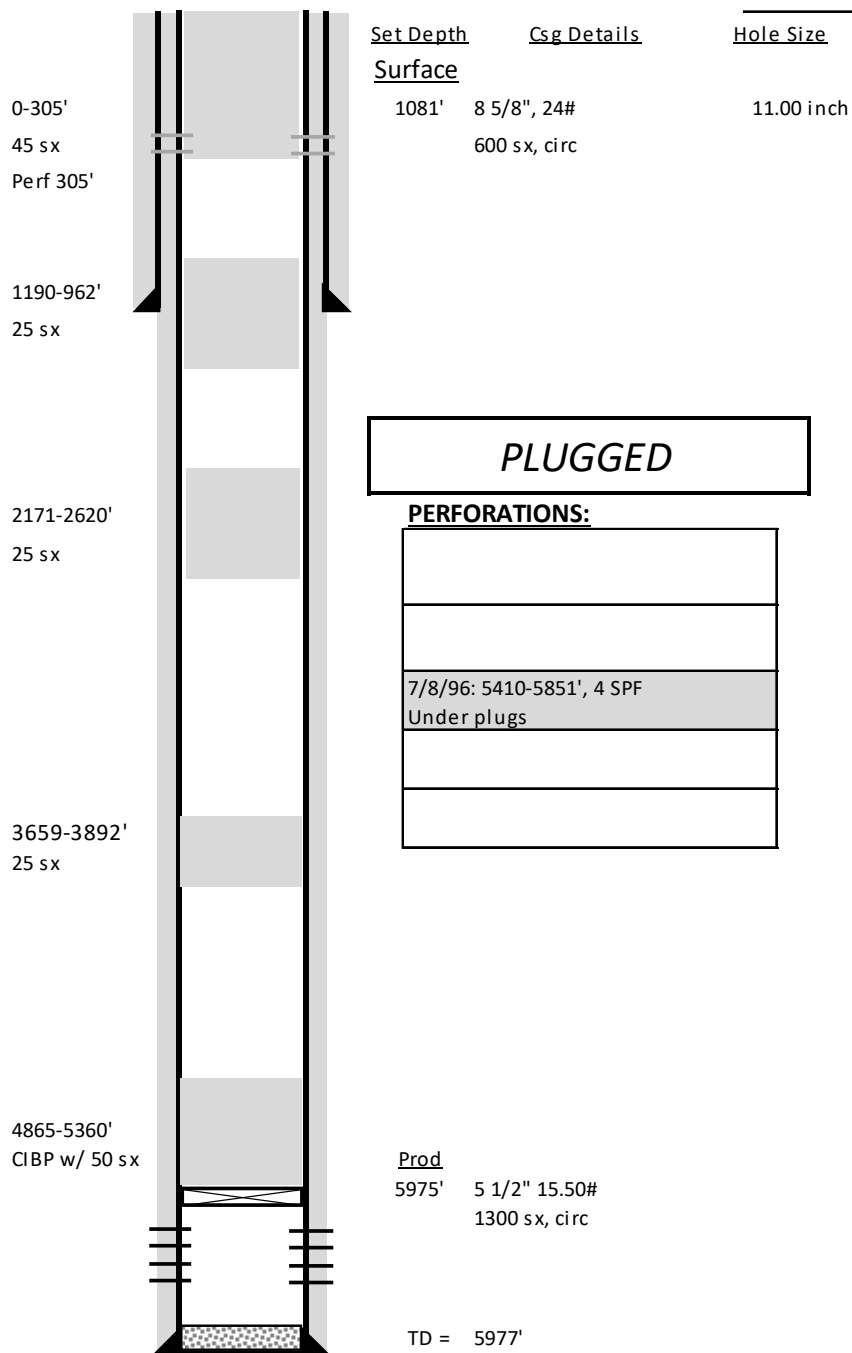 Set Depth Csg Details Hole Size
Surface
0-305' 1081' 8 5/8", 24# 11.00 inch
45 sx 600 sx, circ
Perf 305'
1190-962'
25 sx
PLUGGED
PERFORATIONS:
2171-2620'
25 sx
7/8/96: 5410-5851', 4 SPF
Under plugs
3659-3892'
25 sx
4865-5360'
CIBP w/ 50 sx Prod
5975' 5 1/2" 15.50#
1300 sx, circ
TD = 5977'